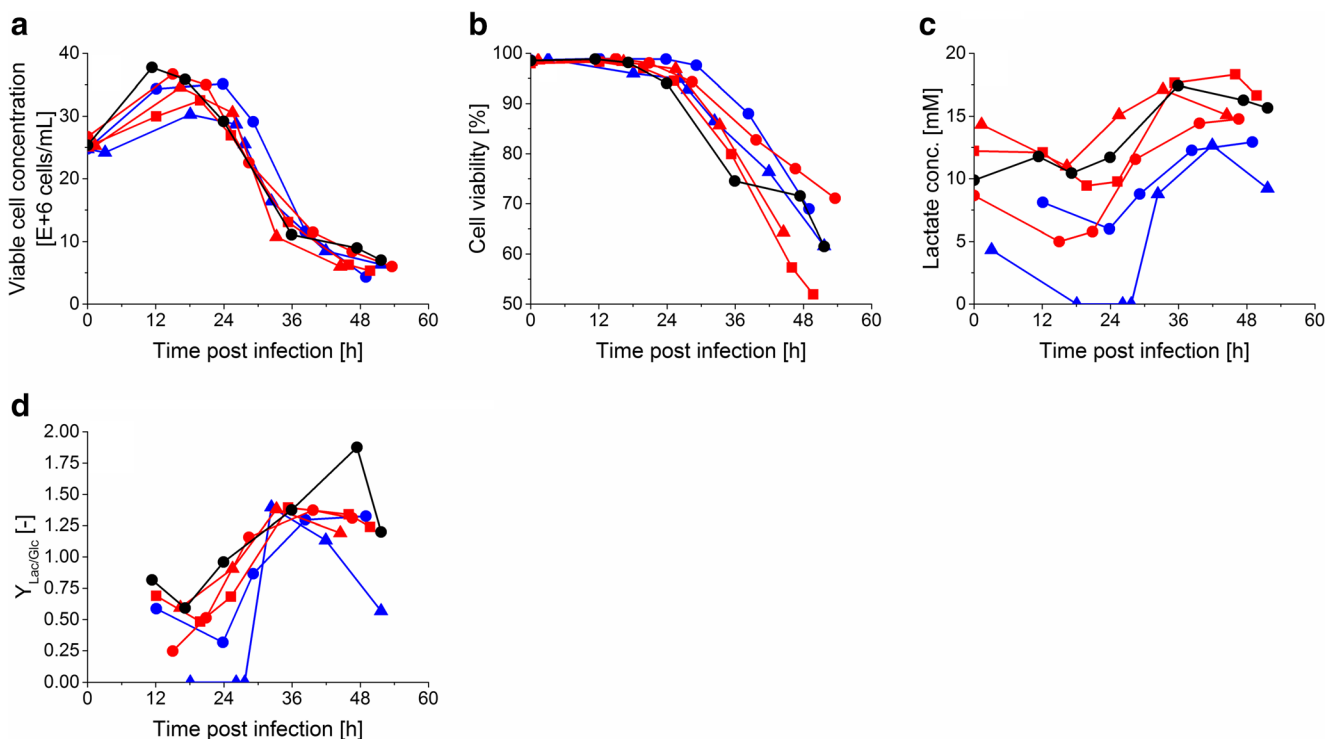 a
Viable cell concentration
[E+6 cells/mL]
40
30
20
10
0
0 12 24 36 48 60
Time post infection [h]
b
Cell viability [%]
100
90
80
70
60
50
0 12 24 36 48 60
Time post infection [h]
c
Lactate conc. [mM]
20
15
10
5
0
0 12 24 36 48 60
Time post infection [h]
d
Y Lac/Glc [-]
2.00
1.75
1.50
1.25
1.00
0.75
0.50
0.25
0.00
0 12 24 36 48 60
Time post infection [h]